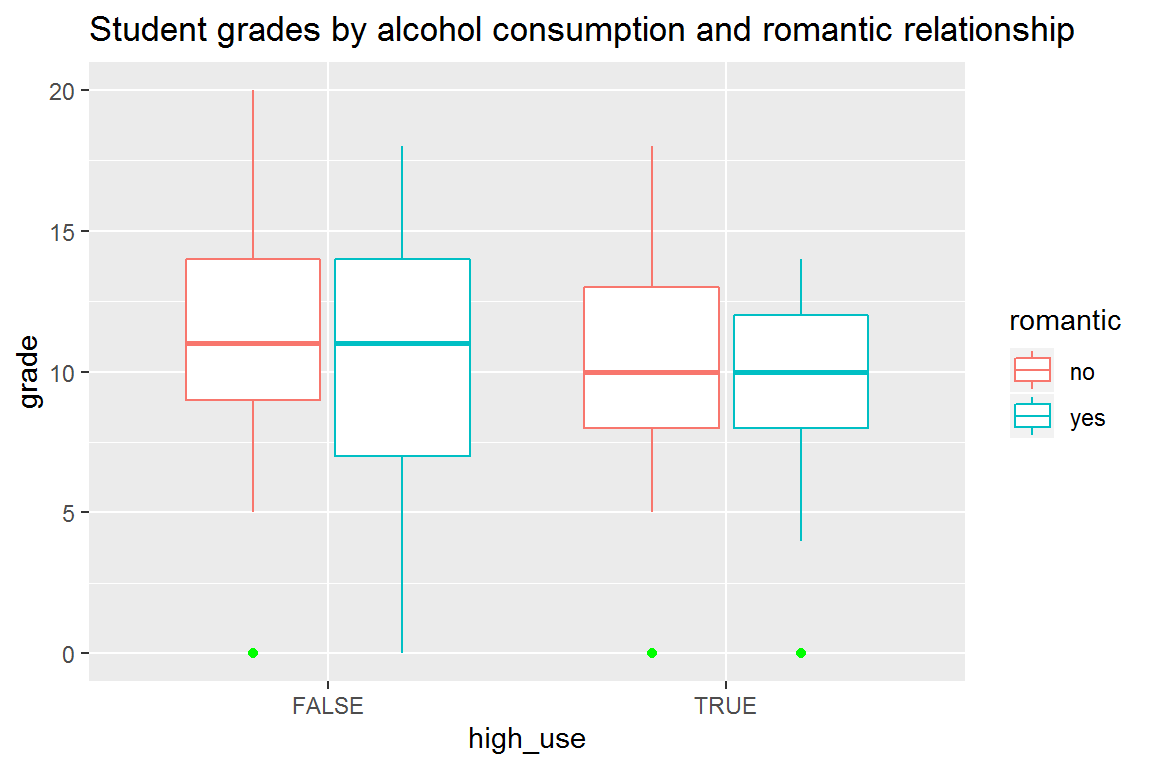 Student grades by alcohol consumption and romantic relationship
grade
20
15
10
5
0
FALSE
TRUE
high_use
romantic
no
yes